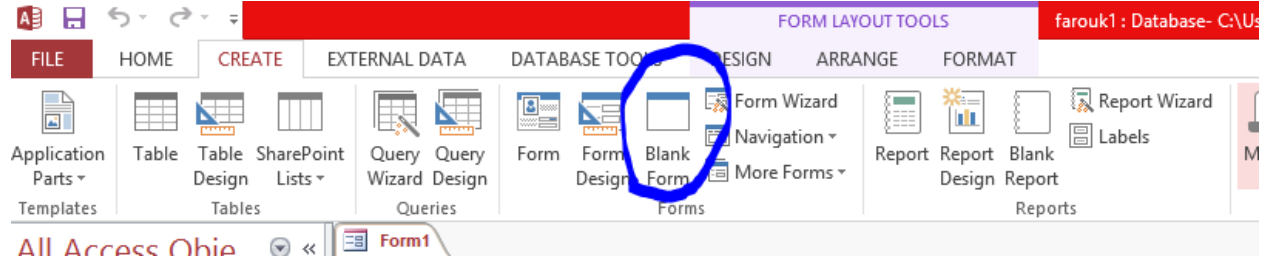 FORM LAYOUT TOOLS farouk1 : Database- C:\Us
FILE HOME CREATE EXTERNAL DATA DATABASE TOOLS DESIGN ARRANGE FORMAT
Application Parts
Table
Table Design
SharePoint Lists
Query Wizard
Query Design
Form
Form Design
Blank Form
Form Wizard
Navigation
More Forms
Report
Report Design
Blank Report
Report Wizard
Labels
M
Templates Tables Queries Forms Reports
All Access Obje
Form1